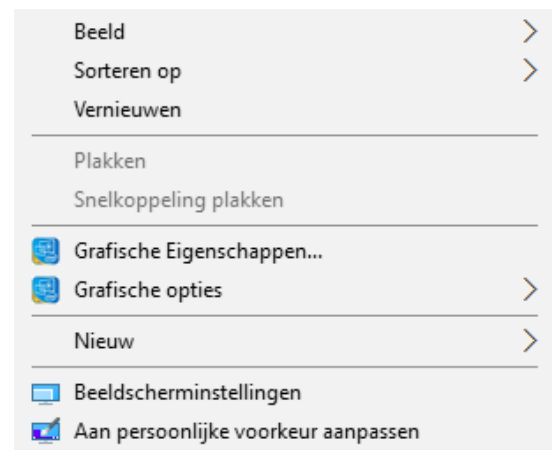 Beeld
Sorteren op
Vernieuwen
Plakken
Snelkoppeling plakken
Grafische Eigenschappen...
Grafische opties
Nieuw
Beeldscherminstellingen
Aan persoonlijke voorkeur aanpassen